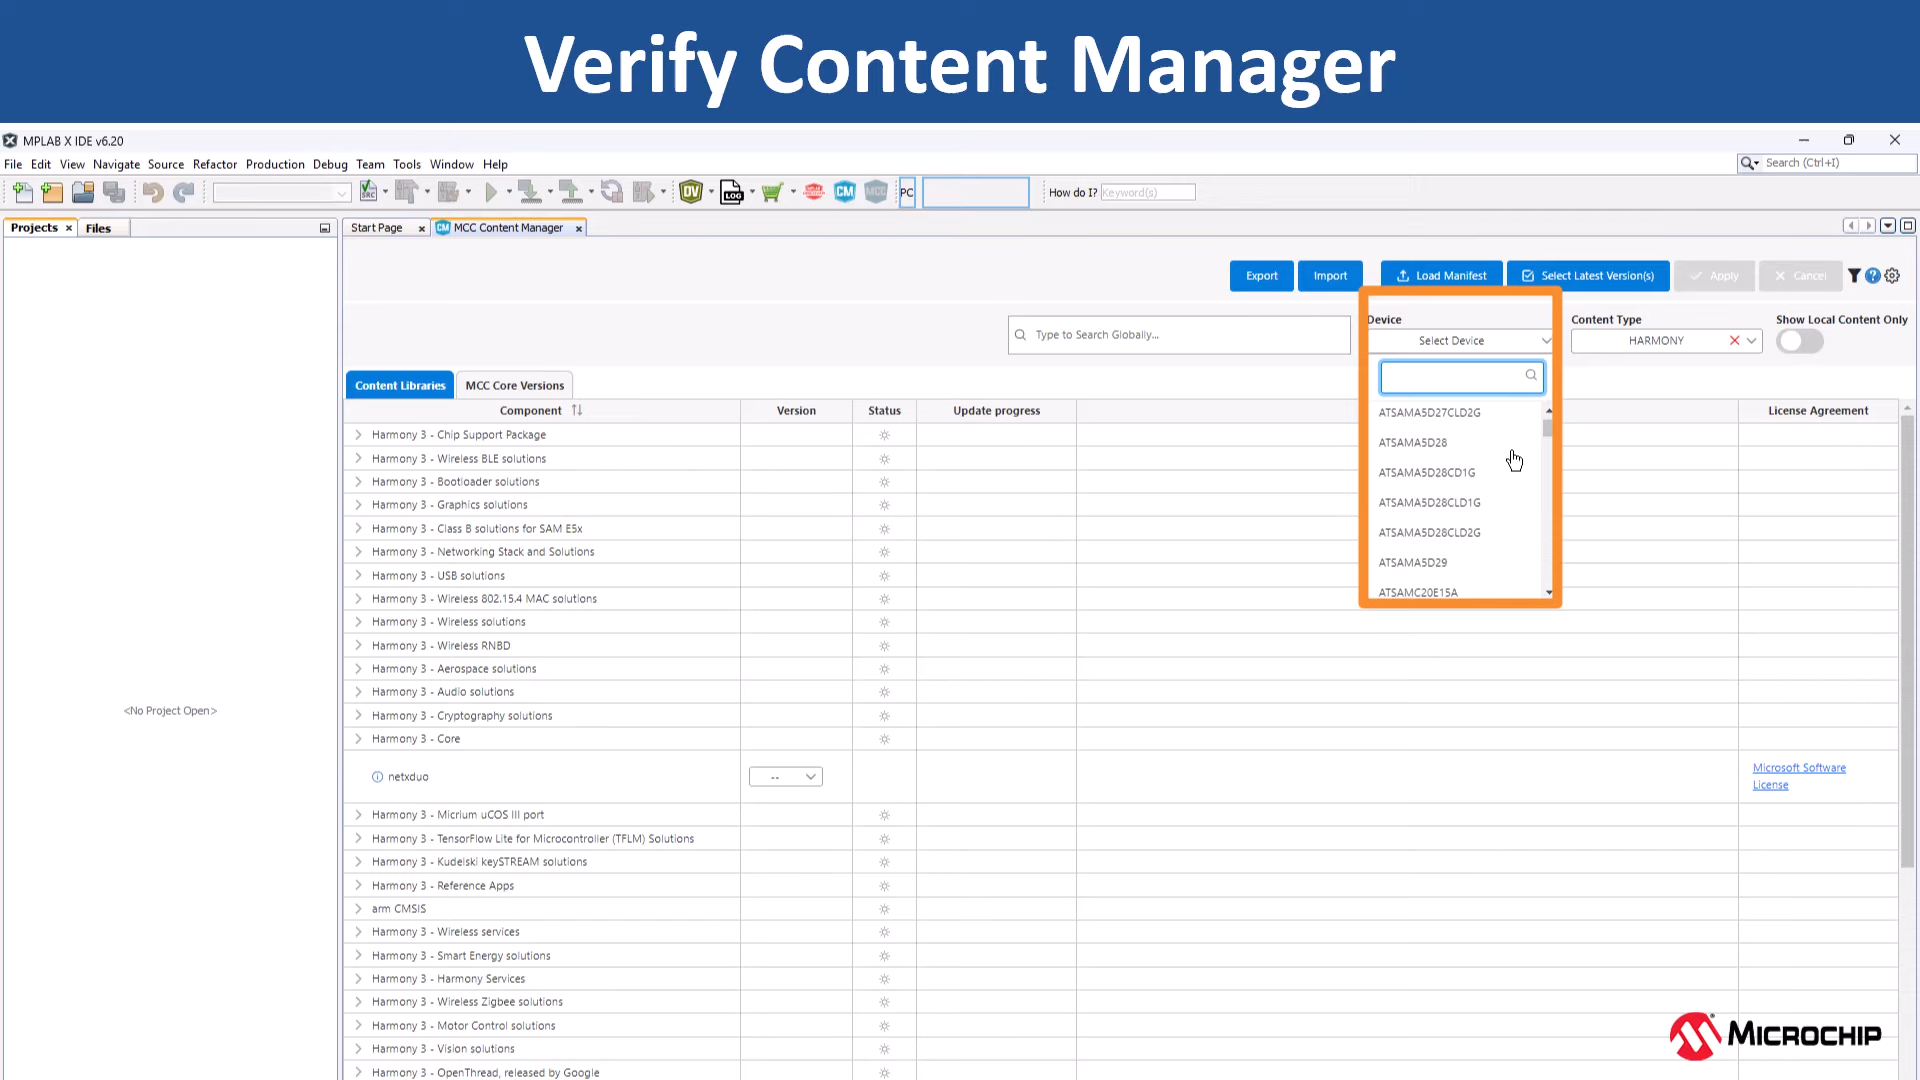 Verify Content Manager
MPLAB X IDE v6.20
File Edit View Navigate Source Refactor Production Debug Team Tools Window Help
Search (Ctrl+I)
SRC DV LOG CM MCC PC How do I? Keyword(s)
Projects Files
Start Page CM MCC Content Manager
Export Import Load Manifest Select Latest Version(s) Apply Cancel
Type to Search Globally...
Device
Select Device
Content Type
HARMONY
Show Local Content Only
ATSAMA5D27CLD2G
ATSAMA5D28
ATSAMA5D28CD1G
ATSAMA5D28CLD1G
ATSAMA5D28CLD2G
ATSAMA5D29
ATSAMC20E15A
Content Libraries MCC Core Versions
Component Version Status Update progress License Agreement
Harmony 3 - Chip Support Package
Harmony 3 - Wireless BLE solutions
Harmony 3 - Bootloader solutions
Harmony 3 - Graphics solutions
Harmony 3 - Class B solutions for SAM E5x
Harmony 3 - Networking Stack and Solutions
Harmony 3 - USB solutions
Harmony 3 - Wireless 802.15.4 MAC solutions
Harmony 3 - Wireless solutions
Harmony 3 - Wireless RNBD
Harmony 3 - Aerospace solutions
Harmony 3 - Audio solutions
Harmony 3 - Cryptography solutions
Harmony 3 - Core
netxduo -- Microsoft Software
License
Harmony 3 - Micrium uCOS III port
Harmony 3 - TensorFlow Lite for Microcontroller (TFLM) Solutions
Harmony 3 - Kudelski keySTREAM solutions
Harmony 3 - Reference Apps
arm CMSIS
Harmony 3 - Wireless services
Harmony 3 - Smart Energy solutions
Harmony 3 - Harmony Services
Harmony 3 - Wireless Zigbee solutions
Harmony 3 - Motor Control solutions
Harmony 3 - Vision solutions
Harmony 3 - OpenThread, released by Google
<No Project Open>
MICROCHIP